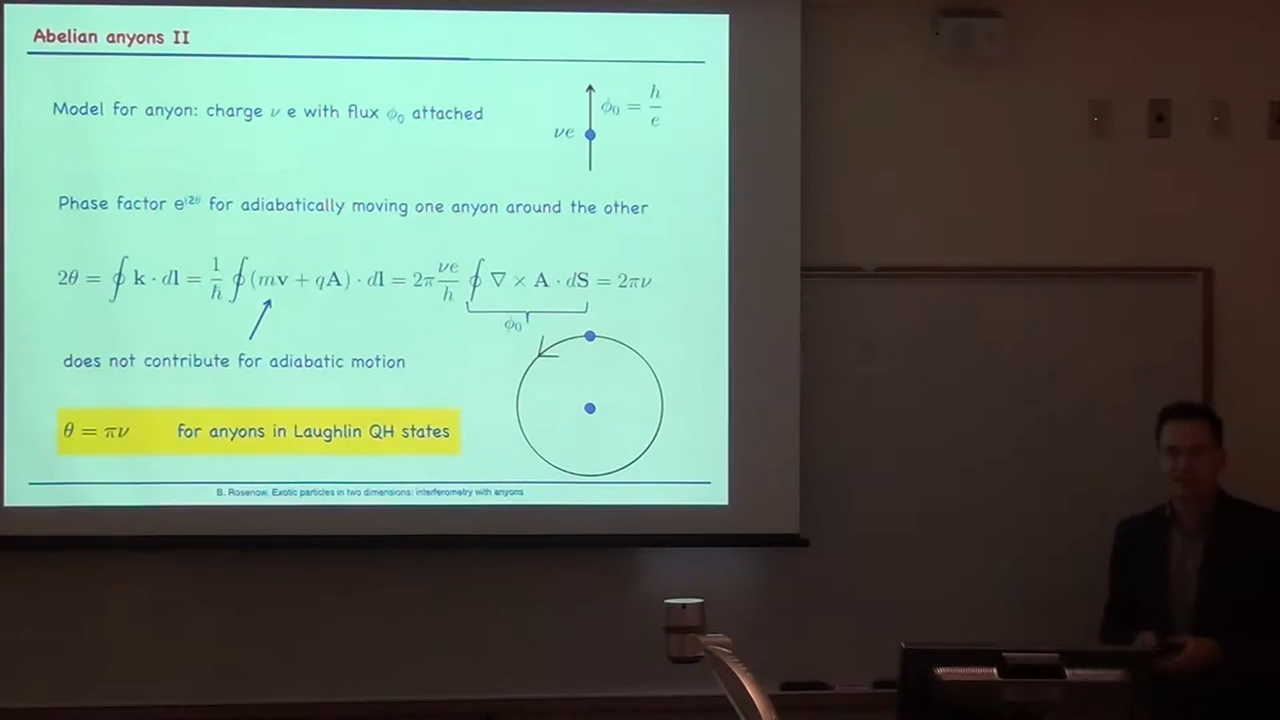 Abelian anyons II
Model for anyon: charge ν e with flux ϕ₀ attached
ϕ₀ = h/e
νe
Phase factor e^{i2θ} for adiabatically moving one anyon around the other
2θ = ∮ k · dl = 1/ħ ∮ (mv + qA) · dl = 2π νe/h ∮ ∇ × A · dS = 2πν
ϕ₀
does not contribute for adiabatic motion
θ = πν for anyons in Laughlin QH states
B. Rosenow, Exotic particles in two dimensions: interferometry with anyons